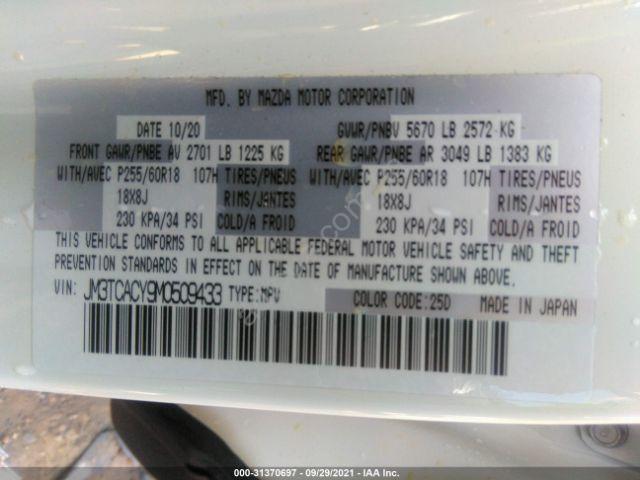 MFD. BY MAZDA MOTOR CORPORATION
DATE 10/20 GVWR/PNBV 5670 LB 2572 KG
FRONT GAWR/PNBE AV 2701 LB 1225 KG REAR GAWR/PNBE AR 3049 LB 1383 KG
WITH/AVEC P255/60R18 107H TIRES/PNEUS WITH/AVEC P255/60R18 107H TIRES/PNEUS
18X8J RIMS/JANTES 18X8J RIMS/JANTES
230 KPA/34 PSI COLD/A FROID 230 KPA/34 PSI COLD/A FROID
THIS VEHICLE CONFORMS TO ALL APPLICABLE FEDERAL MOTOR VEHICLE SAFETY AND THEFT
PREVENTION STANDARDS IN EFFECT ON THE DATE OF MANUFACTURE SHOWN ABOVE.
VIN: JM3TCACY9M0509433 TYPE:MPV COLOR CODE:25D MADE IN JAPAN
000-31370697 - 09/29/2021 - IAA Inc.